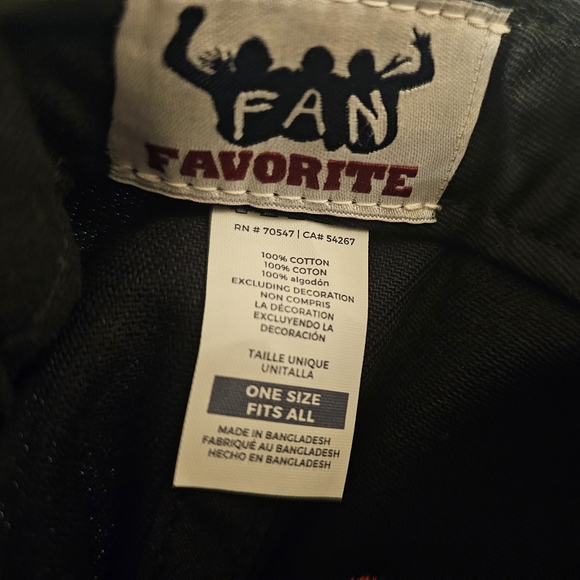 FAN
FAVORITE
RN # 70547 | CA# 54267
100% COTTON
100% COTON
100% algodón
EXCLUDING DECORATION
NON COMPRIS
LA DÉCORATION
EXCLUYENDO LA
DECORACIÓN
TAILLE UNIQUE
UNITALLA
ONE SIZE
FITS ALL
MADE IN BANGLADESH
FABRIQUÉ AU BANGLADESH
HECHO EN BANGLADESH